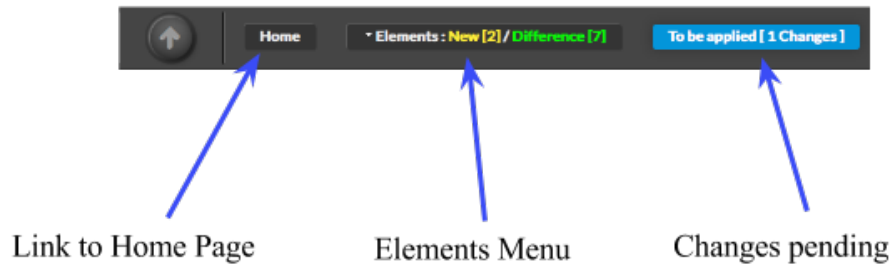 Home
Elements : New [2] / Difference [7]
To be applied [ 1 Changes ]
Link to Home Page
Elements Menu
Changes pending